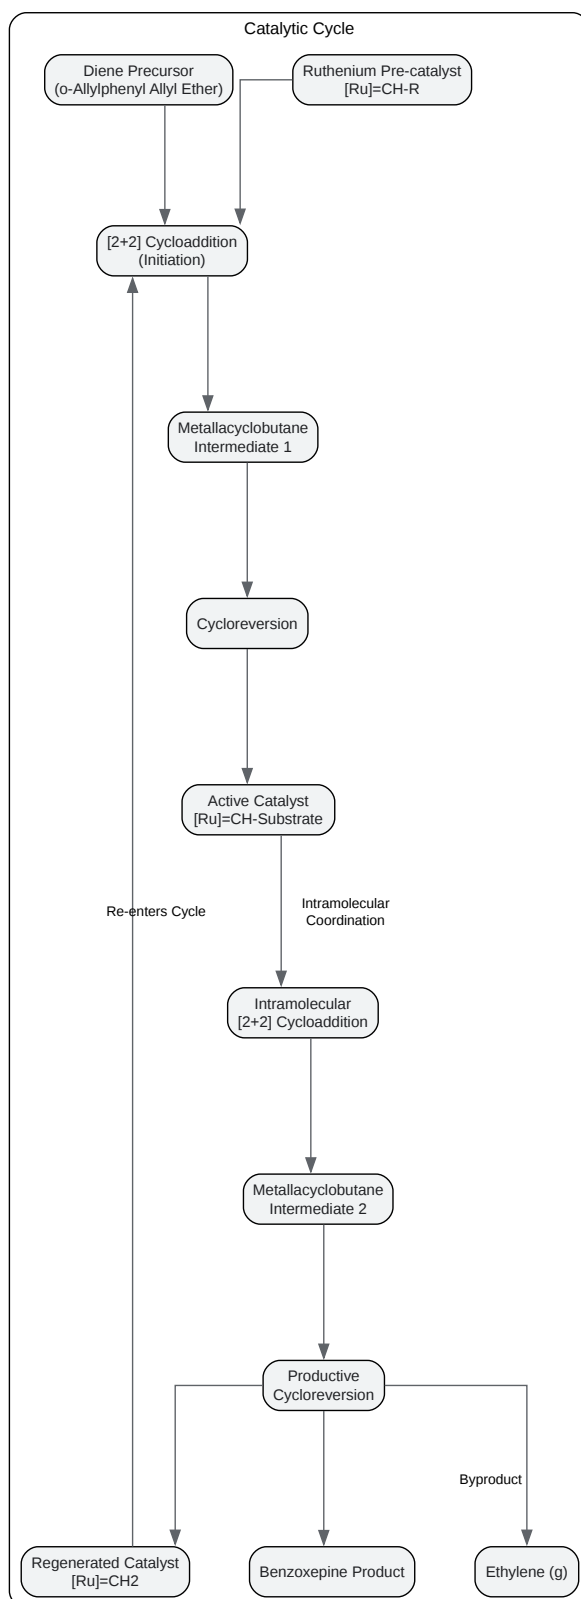 Catalytic Cycle
Diene Precursor
(o-Allylphenyl Allyl Ether)
Ruthenium Pre-catalyst
[Ru]=CH-R
[2+2] Cycloaddition
(Initiation)
Metallacyclobutane
Intermediate 1
Cycloreversion
Active Catalyst
[Ru]=CH-Substrate
Re-enters Cycle
Intramolecular
Coordination
Intramolecular
[2+2] Cycloaddition
Metallacyclobutane
Intermediate 2
Productive
Cycloreversion
Byproduct
Regenerated Catalyst
[Ru]=CH2
Benzoxepine Product
Ethylene (g)